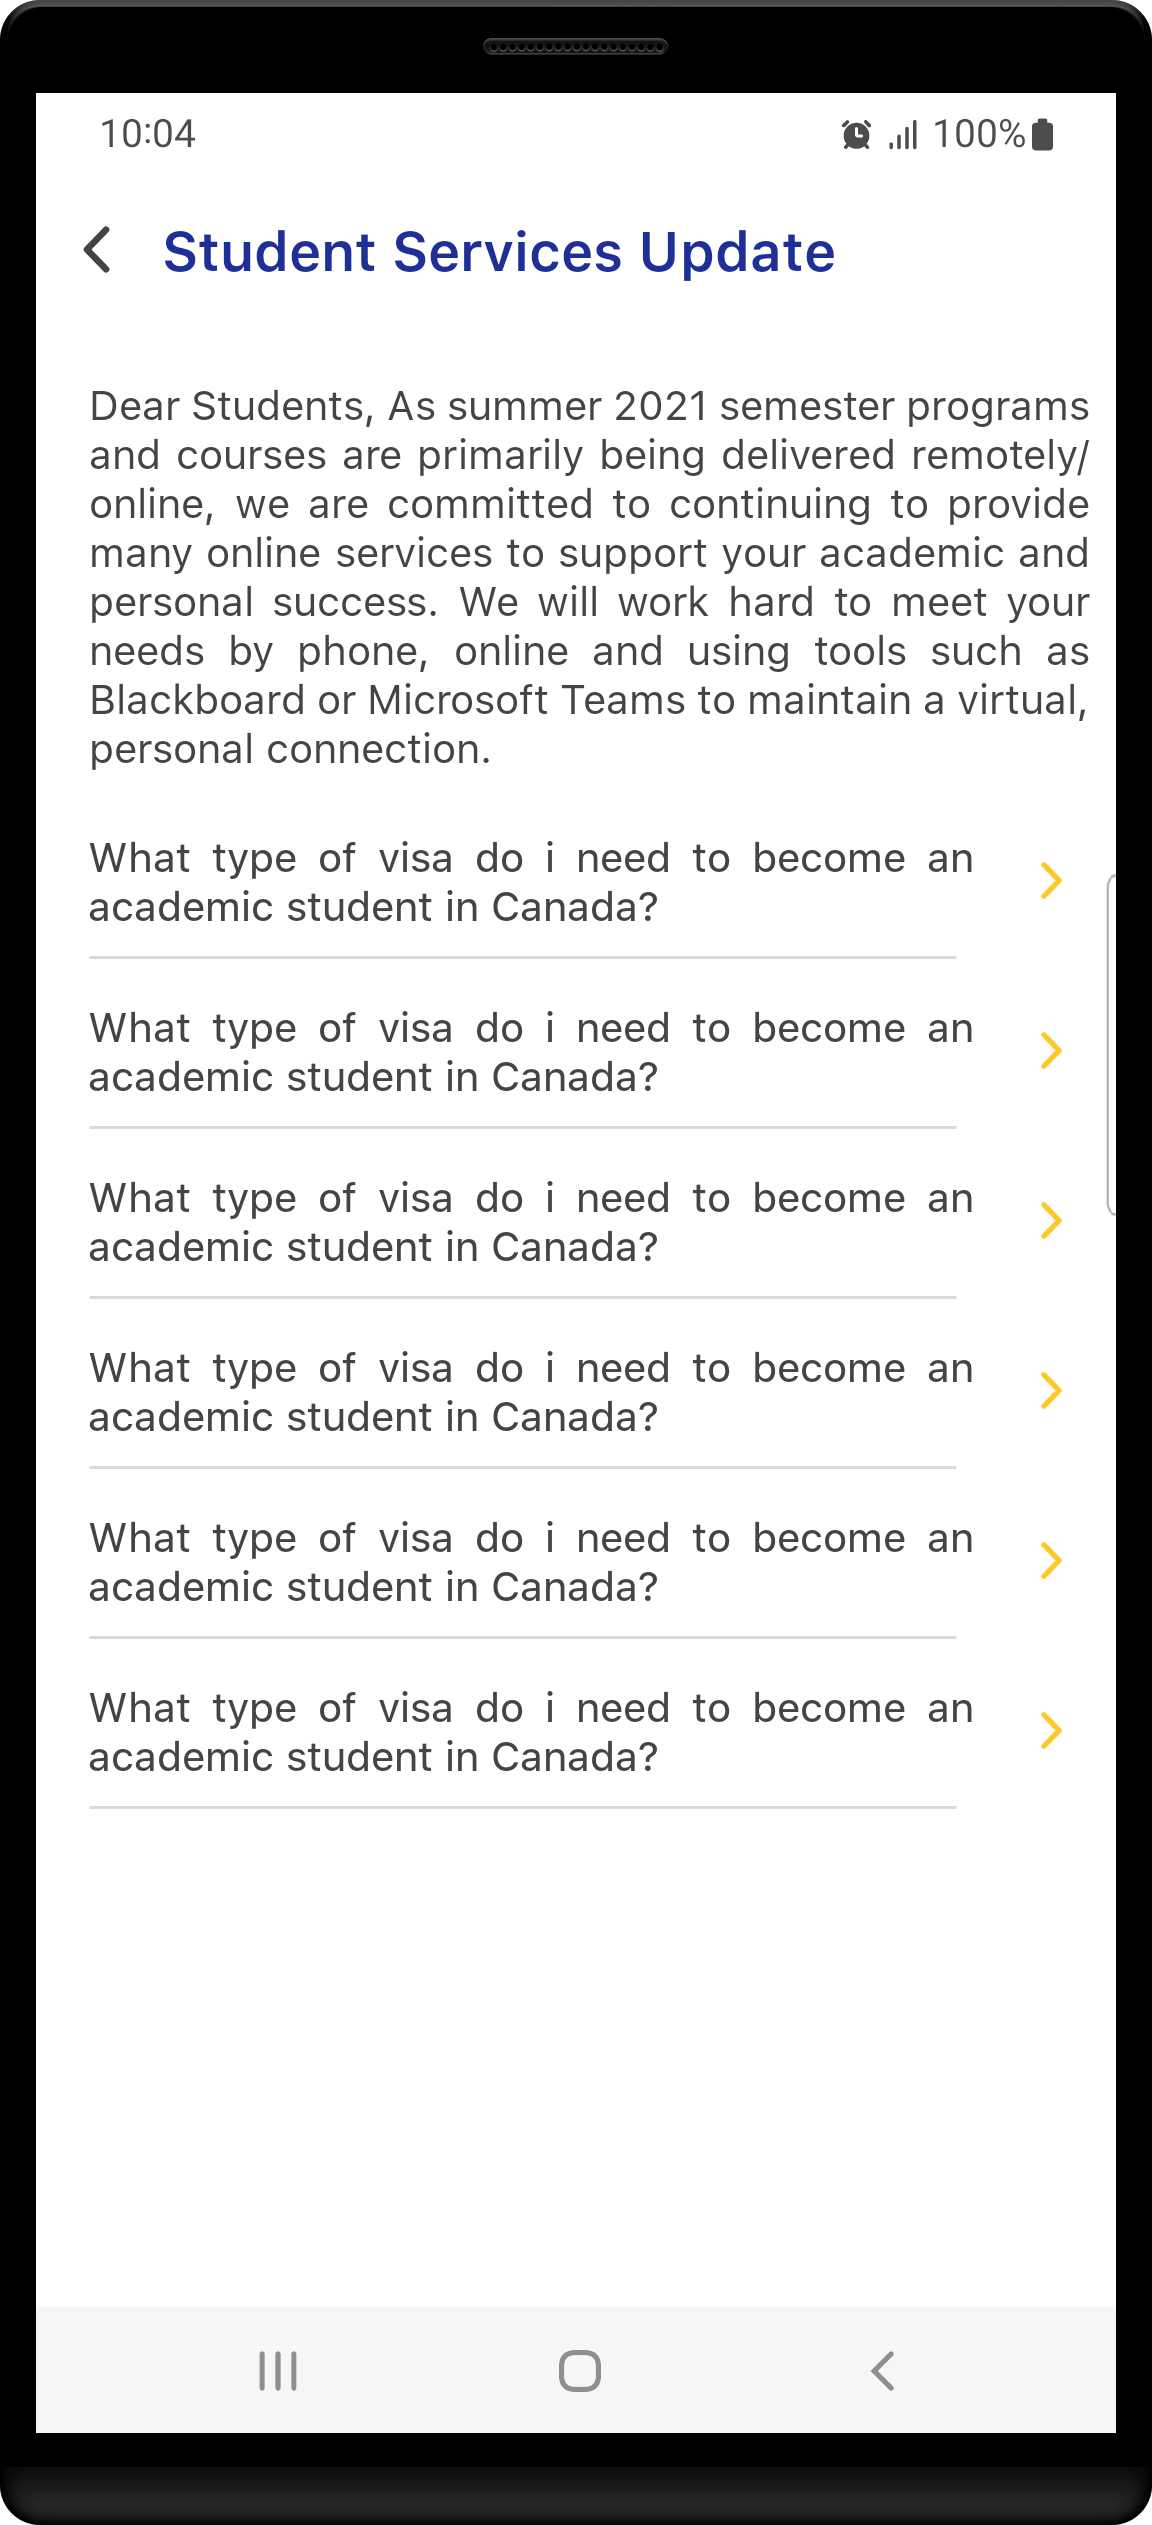 10:04 100%
Student Services Update
Dear Students, As summer 2021 semester programs
and courses are primarily being delivered remotely/
online, we are committed to continuing to provide
many online services to support your academic and
personal success. We will work hard to meet your
needs by phone, online and using tools such as
Blackboard or Microsoft Teams to maintain a virtual,
personal connection.
What type of visa do i need to become an
academic student in Canada?
What type of visa do i need to become an
academic student in Canada?
What type of visa do i need to become an
academic student in Canada?
What type of visa do i need to become an
academic student in Canada?
What type of visa do i need to become an
academic student in Canada?
What type of visa do i need to become an
academic student in Canada?